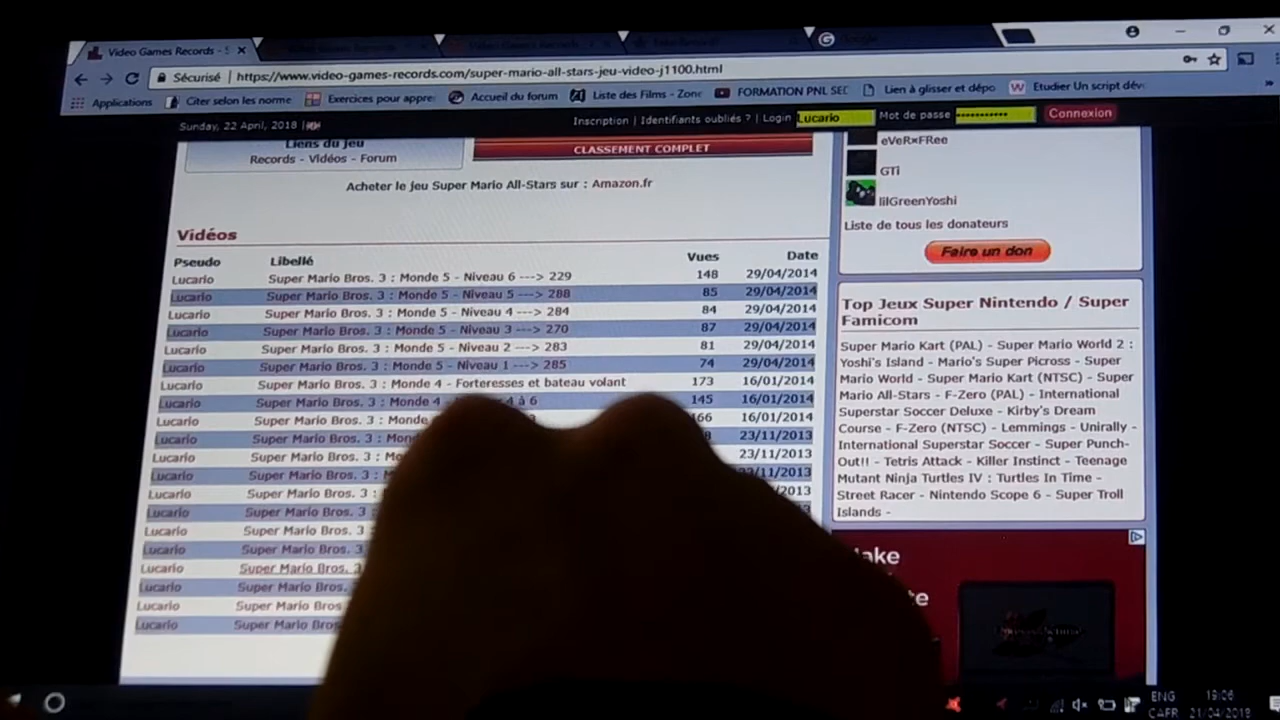 Video Games Records - S
Sécurisé | https://www.video-games-records.com/super-mario-all-stars-jeu-video-j1100.html
Applications Citer selon les norme Exercices pour appre Accueil du forum Liste des Films - Zone FORMATION PNL SEC Lien à glisser et dépo Etudier Un script déve
Sunday, 22 April, 2018 | Inscription | Identifiants oubliés ? | Login Lucario Mot de passe •••••••••••• Connexion
Liens du jeu
Records - Vidéos - Forum
CLASSEMENT COMPLET
Acheter le jeu Super Mario All-Stars sur : Amazon.fr
Vidéos
Pseudo Libellé Vues Date
Lucario Super Mario Bros. 3 : Monde 5 - Niveau 6 ---> 229 148 29/04/2014
Lucario Super Mario Bros. 3 : Monde 5 - Niveau 5 ---> 288 85 29/04/2014
Lucario Super Mario Bros. 3 : Monde 5 - Niveau 4 ---> 284 84 29/04/2014
Lucario Super Mario Bros. 3 : Monde 5 - Niveau 3 ---> 270 87 29/04/2014
Lucario Super Mario Bros. 3 : Monde 5 - Niveau 2 ---> 283 81 29/04/2014
Lucario Super Mario Bros. 3 : Monde 5 - Niveau 1 ---> 285 74 29/04/2014
Lucario Super Mario Bros. 3 : Monde 4 - Forteresses et bateau volant 173 16/01/2014
Lucario Super Mario Bros. 3 : Monde 4 - 4 à 6 145 16/01/2014
Lucario Super Mario Bros. 3 : Monde 166 16/01/2014
Lucario Super Mario Bros. 3 : Mond 8 23/11/2013
Lucario Super Mario Bros. 3 : Mon 23/11/2013
Lucario Super Mario Bros. 3 : 23/11/2013
Lucario Super Mario Bros. 3 : /2013
Lucario Super Mario Bros. 3
Lucario Super Mario Bros. 3
Lucario Super Mario Bros. 3
Lucario Super Mario Bros. 3
Lucario Super Mario Bros.
Lucario Super Mario Bros
Lucario Super Mario Bros
eVeR×FRee
GTi
lilGreenYoshi
Liste de tous les donateurs
Faire un don
Top Jeux Super Nintendo / Super
Famicom
Super Mario Kart (PAL) - Super Mario World 2 :
Yoshi's Island - Mario's Super Picross - Super
Mario World - Super Mario Kart (NTSC) - Super
Mario All-Stars - F-Zero (PAL) - International
Superstar Soccer Deluxe - Kirby's Dream
Course - F-Zero (NTSC) - Lemmings - Unirally -
International Superstar Soccer - Super Punch-
Out!! - Tetris Attack - Killer Instinct - Teenage
Mutant Ninja Turtles IV : Turtles In Time -
Street Racer - Nintendo Scope 6 - Super Troll
Islands -
ake
te
ENG 19:06
CAFR 21/04/2018